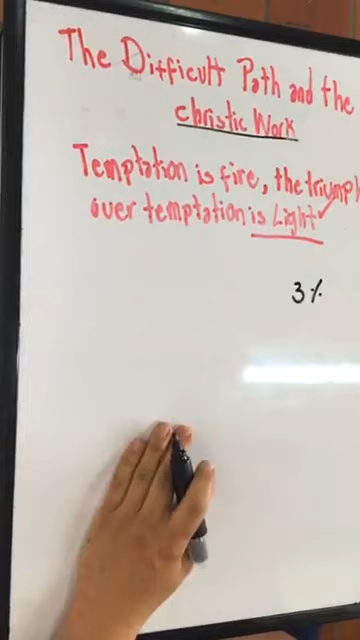 The Difficult Path and the
christic Work
Temptation is fire, the triumph
over temptation is Light
3%